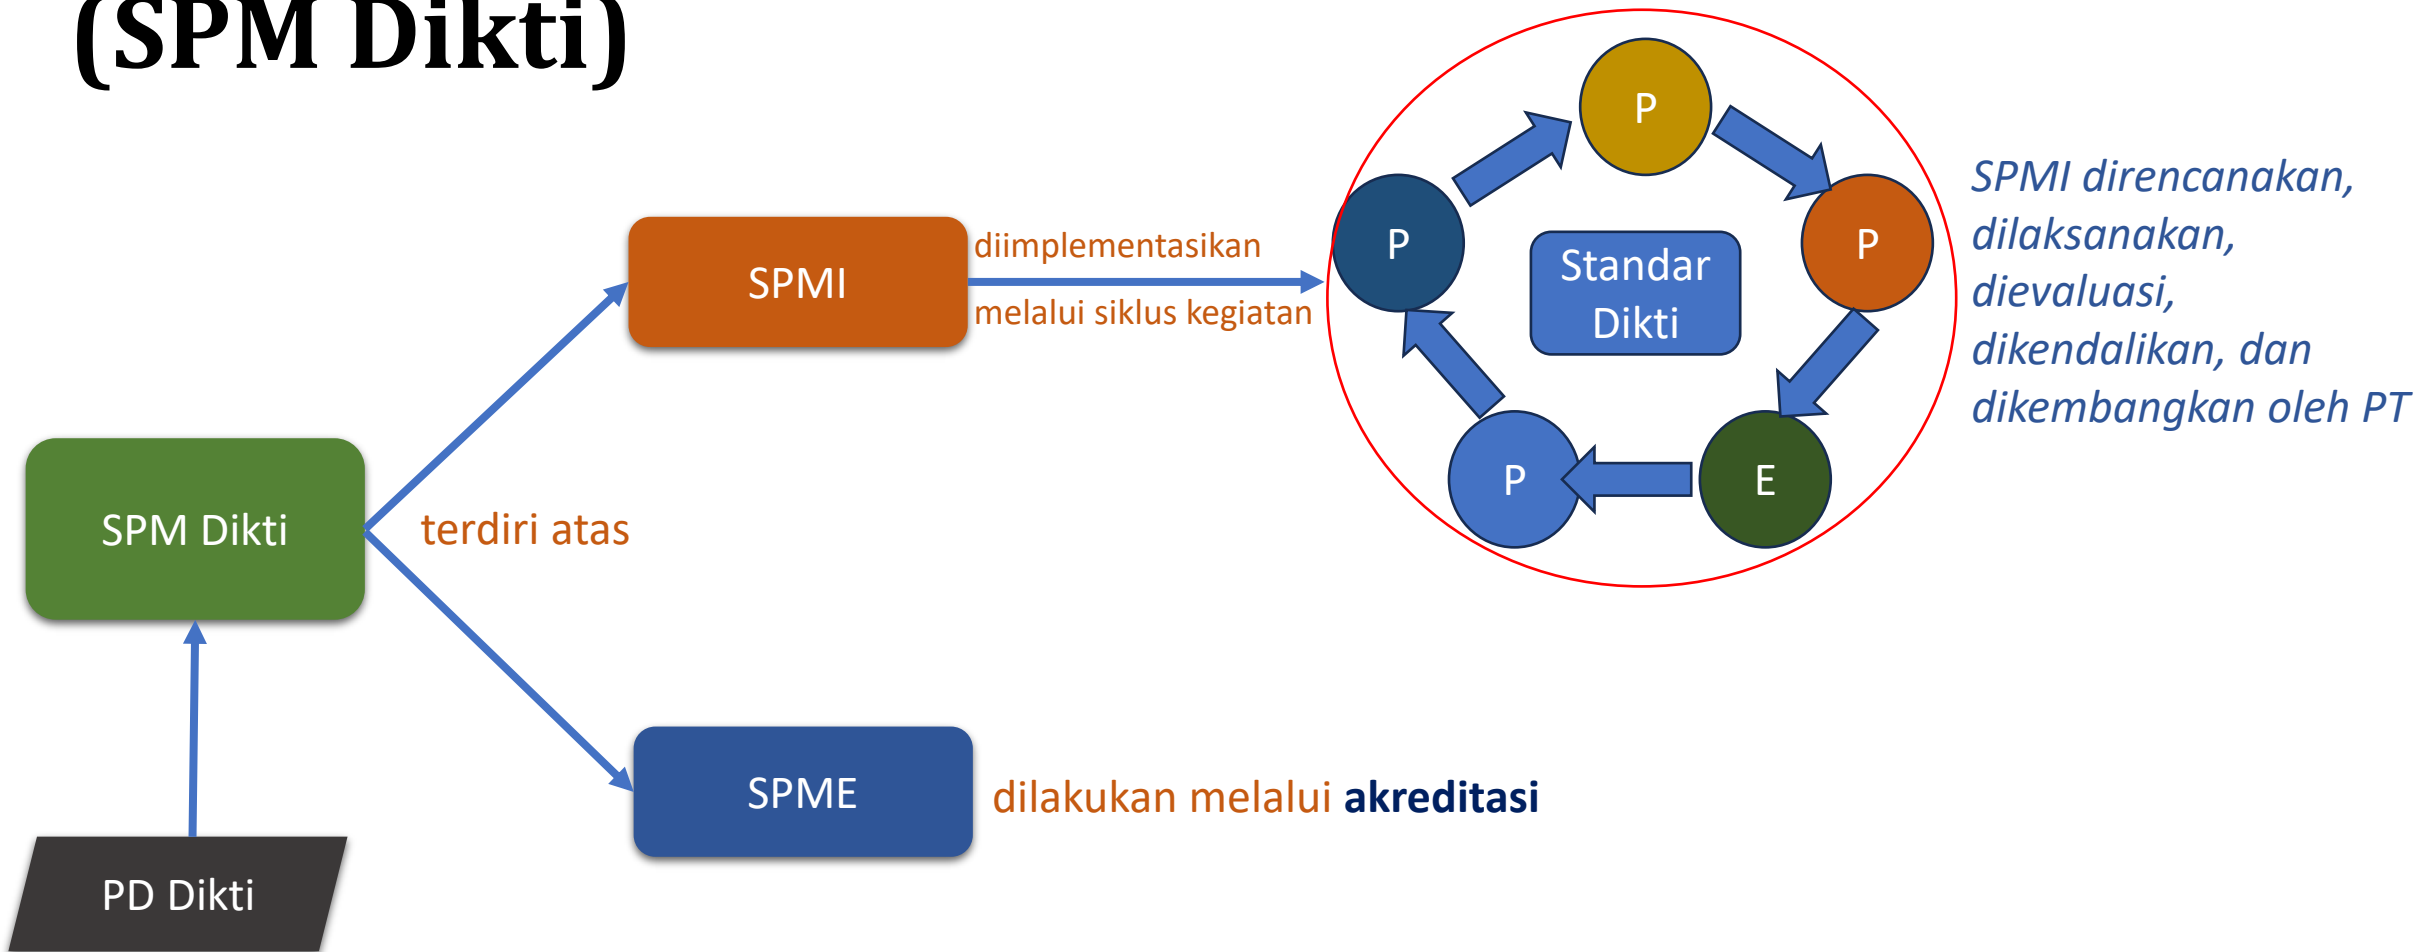 (SPM Dikti)
P
P
E
P
P
Standar
Dikti
SPMI direncanakan,
dilaksanakan,
dievaluasi,
dikendalikan, dan
dikembangkan oleh PT
SPMI
diimplementasikan
melalui siklus kegiatan
SPM Dikti
terdiri atas
SPME
dilakukan melalui akreditasi
PD Dikti